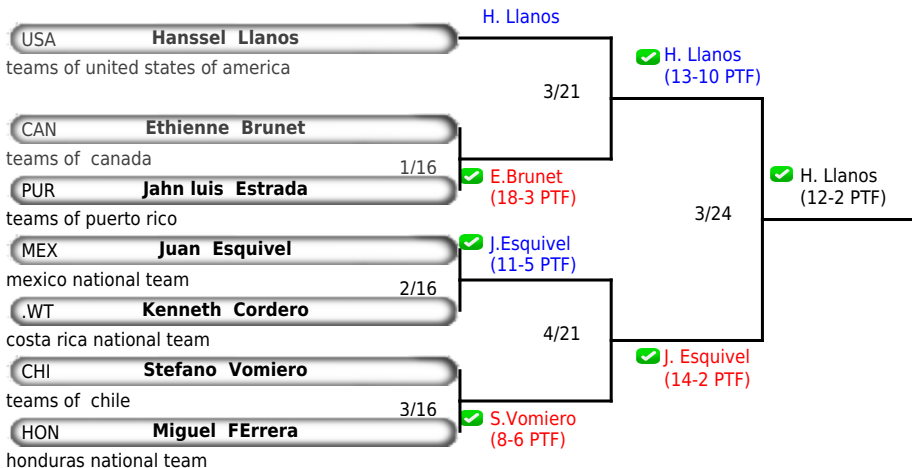 H. Llanos
USA Hanssel Llanos
teams of united states of america
H. Llanos
(13-10 PTF)
3/21
CAN Ethienne Brunet
teams of canada
1/16
E.Brunet
(18-3 PTF)
PUR Jahn luis Estrada
teams of puerto rico
H. Llanos
(12-2 PTF)
3/24
MEX Juan Esquivel
mexico national team
J.Esquivel
(11-5 PTF)
2/16
.WT Kenneth Cordero
costa rica national team
4/21
CHI Stefano Vomiero
teams of chile
J. Esquivel
(14-2 PTF)
3/16
S.Vomiero
(8-6 PTF)
HON Miguel FErrera
honduras national team